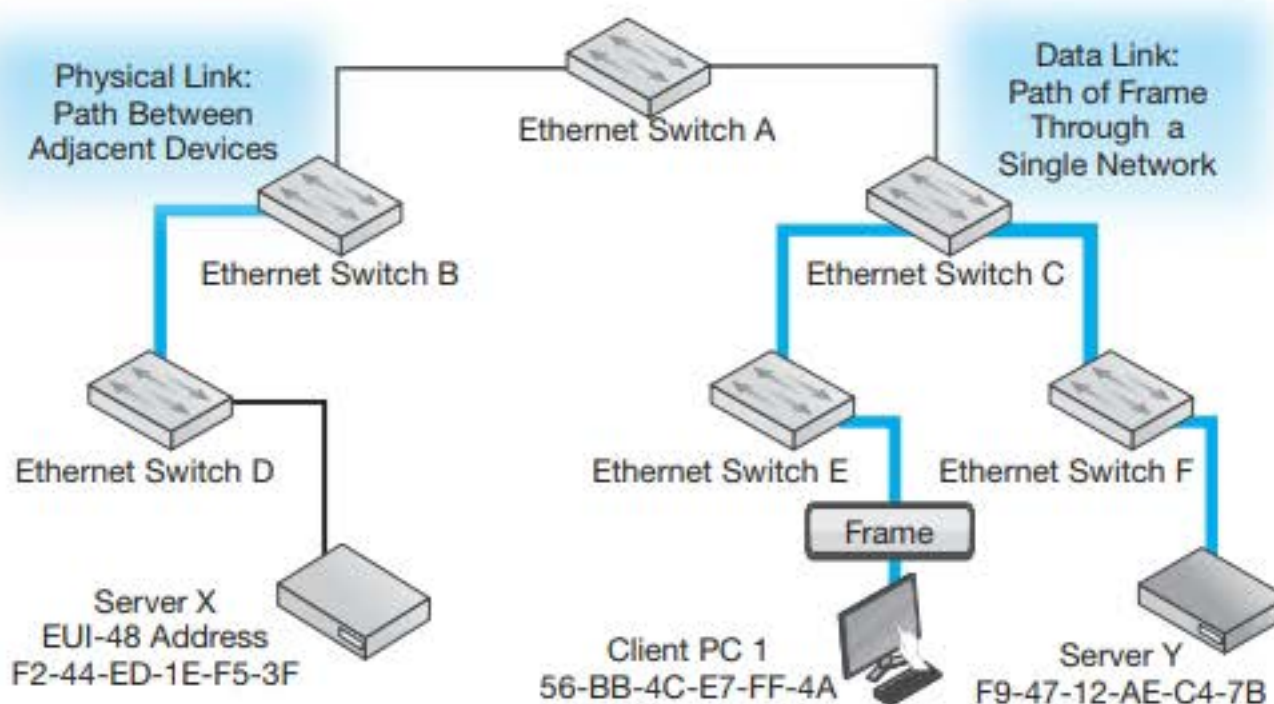 Physical Link:
Path Between
Adjacent Devices
Ethernet Switch A
Data Link:
Path of Frame
Through a
Single Network
Ethernet Switch B
Ethernet Switch C
Ethernet Switch D
Ethernet Switch E
Ethernet Switch F
Frame
Server X
EUI-48 Address
F2-44-ED-1E-F5-3F
Client PC 1
56-BB-4C-E7-FF-4A
Server Y
F9-47-12-AE-C4-7B